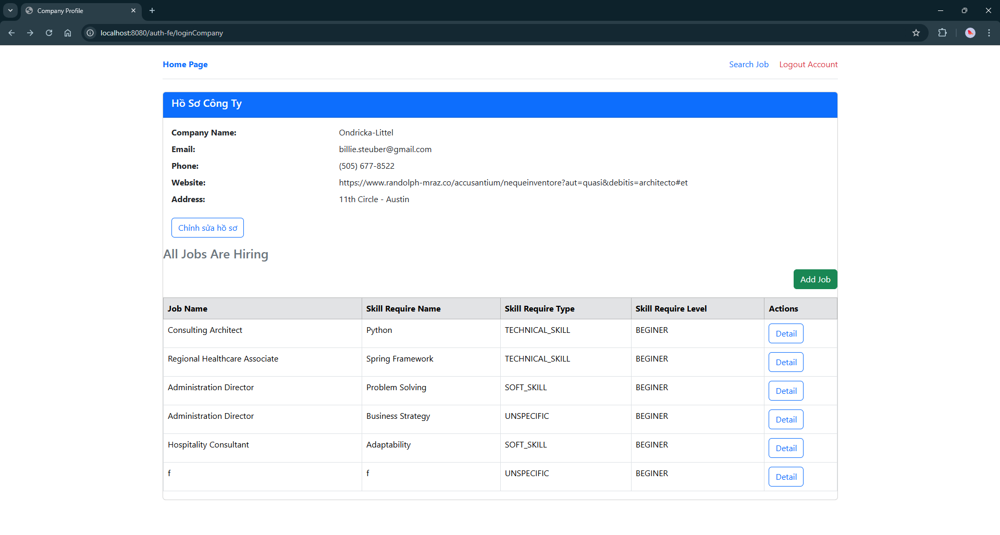 Company Profile
localhost:8080/auth-fe/loginCompany
Home Page Search Job Logout Account
Hồ Sơ Công Ty
Company Name: Ondricka-Littel
Email: billie.steuber@gmail.com
Phone: (505) 677-8522
Website: https://www.randolph-mraz.co/accusantium/nequeinventore?aut=quasi&debitis=architecto#et
Address: 11th Circle - Austin
Chỉnh sửa hồ sơ
All Jobs Are Hiring
Add Job
Job Name Skill Require Name Skill Require Type Skill Require Level Actions
Consulting Architect Python TECHNICAL_SKILL BEGINER Detail
Regional Healthcare Associate Spring Framework TECHNICAL_SKILL BEGINER Detail
Administration Director Problem Solving SOFT_SKILL BEGINER Detail
Administration Director Business Strategy UNSPECIFIC BEGINER Detail
Hospitality Consultant Adaptability SOFT_SKILL BEGINER Detail
f f UNSPECIFIC BEGINER Detail